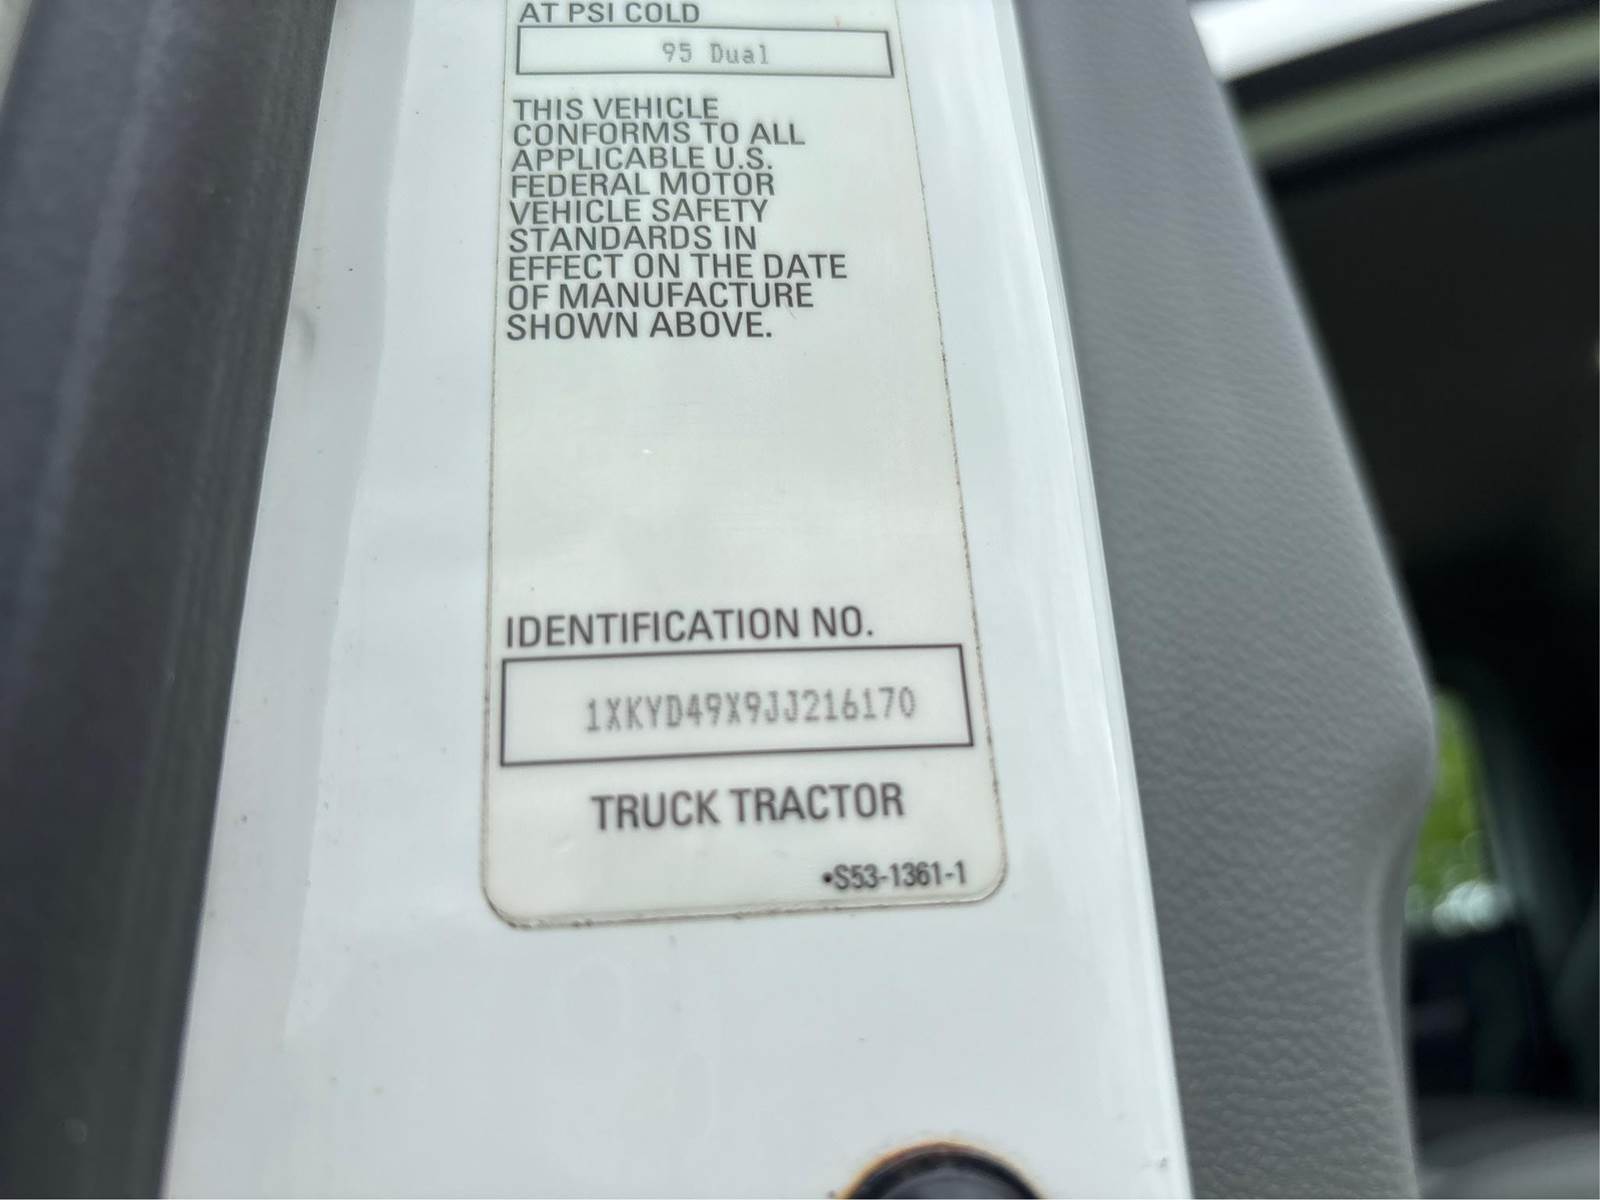 AT PSI COLD
95 Dual
THIS VEHICLE
CONFORMS TO ALL
APPLICABLE U.S.
FEDERAL MOTOR
VEHICLE SAFETY
STANDARDS IN
EFFECT ON THE DATE
OF MANUFACTURE
SHOWN ABOVE.
IDENTIFICATION NO.
1XKYD49X9JJ216170
TRUCK TRACTOR
•S53-1361-1